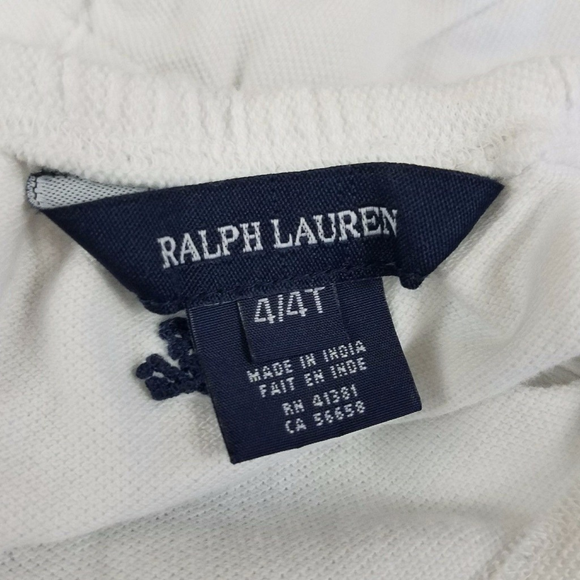 RALPH LAUREN
4/4T
MADE IN INDIA
FAIT EN INDE
RN 41381
CA 56658